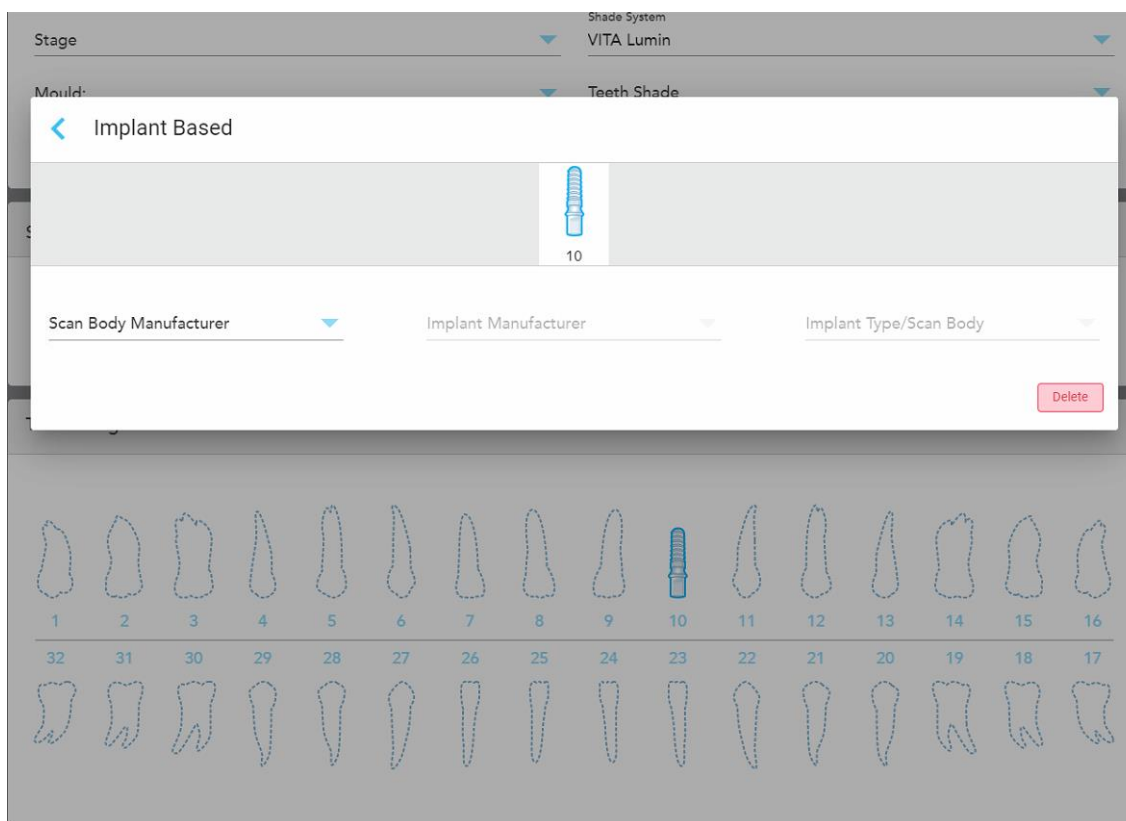 Shade System
Stage
VITA Lumin
Mould:
Teeth Shade
Implant Based
10
Scan Body Manufacturer
Implant Manufacturer
Implant Type/Scan Body
Delete
1 2 3 4 5 6 7 8 9 10 11 12 13 14 15 16
32 31 30 29 28 27 26 25 24 23 22 21 20 19 18 17